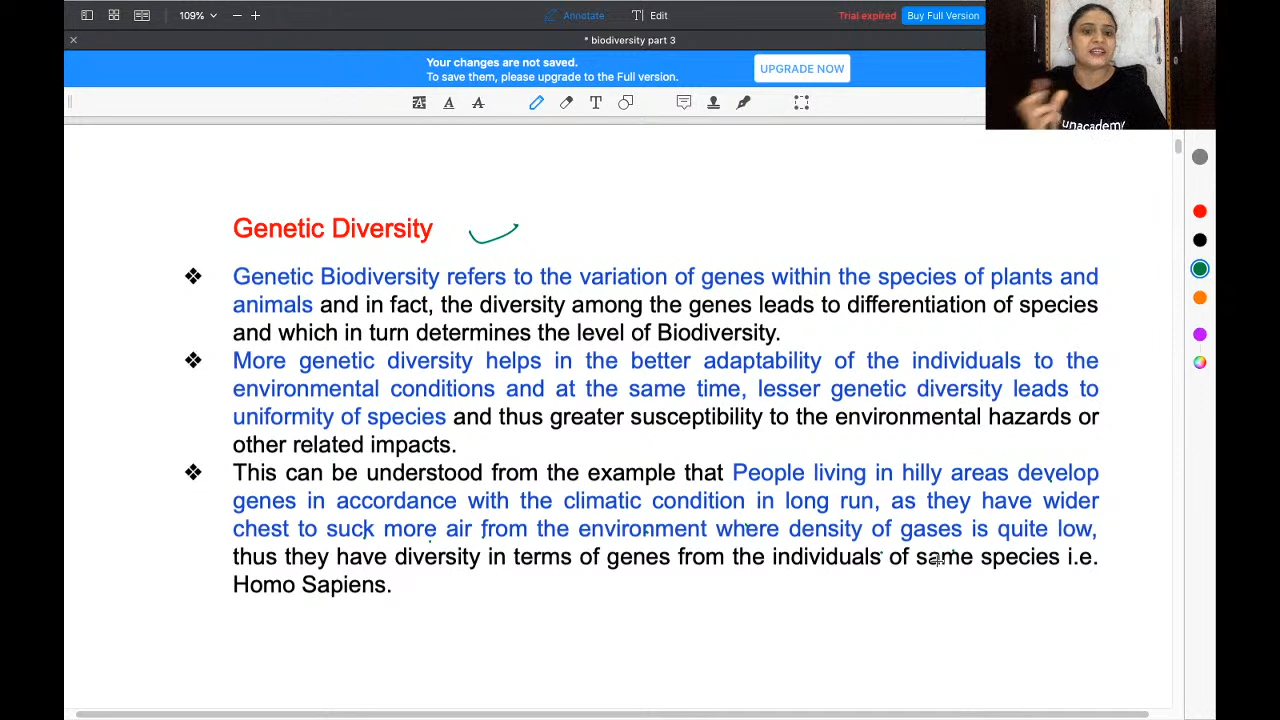 109%
Annotate
Edit
Trial expired
Buy Full Version
* biodiversity part 3
Your changes are not saved.
To save them, please upgrade to the Full version.
UPGRADE NOW
unacademy
Genetic Diversity
❖ Genetic Biodiversity refers to the variation of genes within the species of plants and
animals and in fact, the diversity among the genes leads to differentiation of species
and which in turn determines the level of Biodiversity.
❖ More genetic diversity helps in the better adaptability of the individuals to the
environmental conditions and at the same time, lesser genetic diversity leads to
uniformity of species and thus greater susceptibility to the environmental hazards or
other related impacts.
❖ This can be understood from the example that People living in hilly areas develop
genes in accordance with the climatic condition in long run, as they have wider
chest to suck more air from the environment where density of gases is quite low,
thus they have diversity in terms of genes from the individuals of same species i.e.
Homo Sapiens.